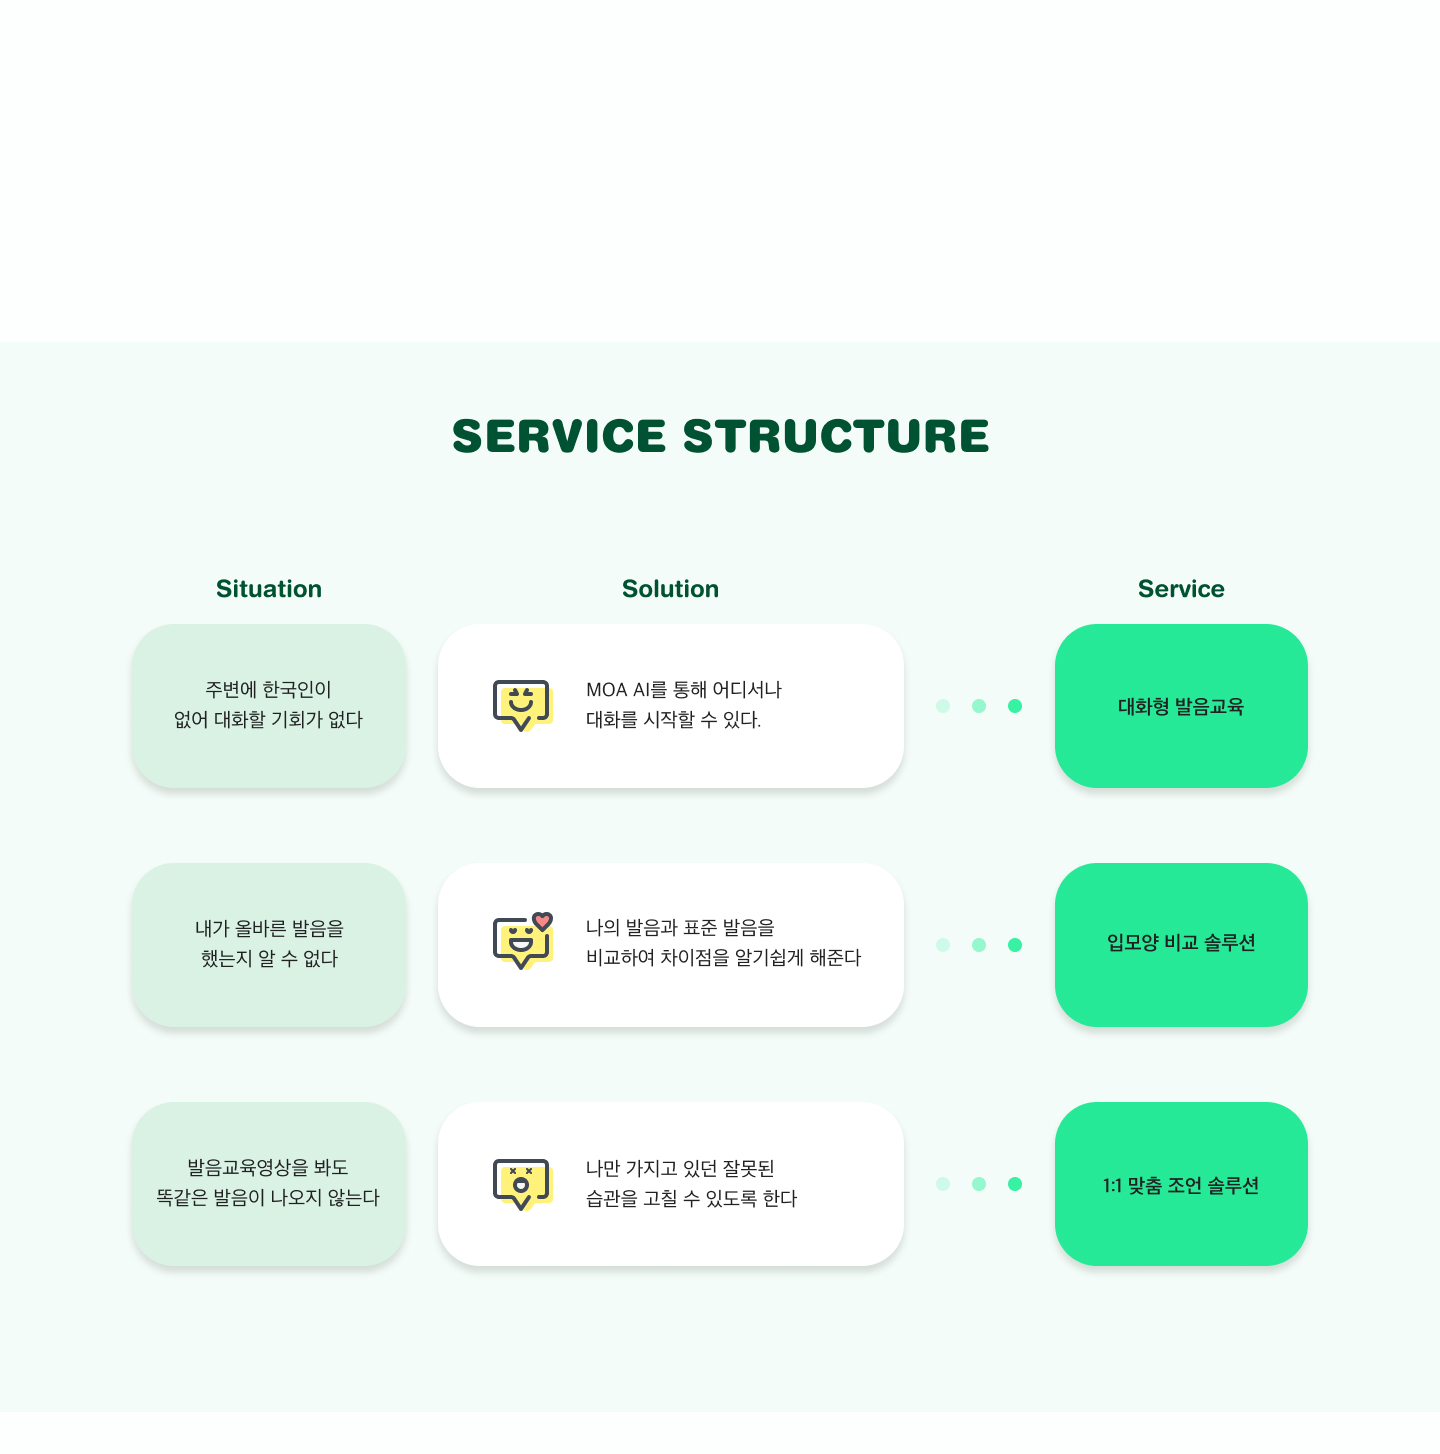 SERVICE STRUCTURE
Situation
Solution
Service
주변에 한국인이
없어 대화할 기회가 없다
MOA AI를 통해 어디서나
대화를 시작할 수 있다.
대화형 발음교육
내가 올바른 발음을
했는지 알 수 없다
나의 발음과 표준 발음을
비교하여 차이점을 알기쉽게 해준다
입모양 비교 솔루션
발음교육영상을 봐도
똑같은 발음이 나오지 않는다
나만 가지고 있던 잘못된
습관을 고칠 수 있도록 한다
1:1 맞춤 조언 솔루션